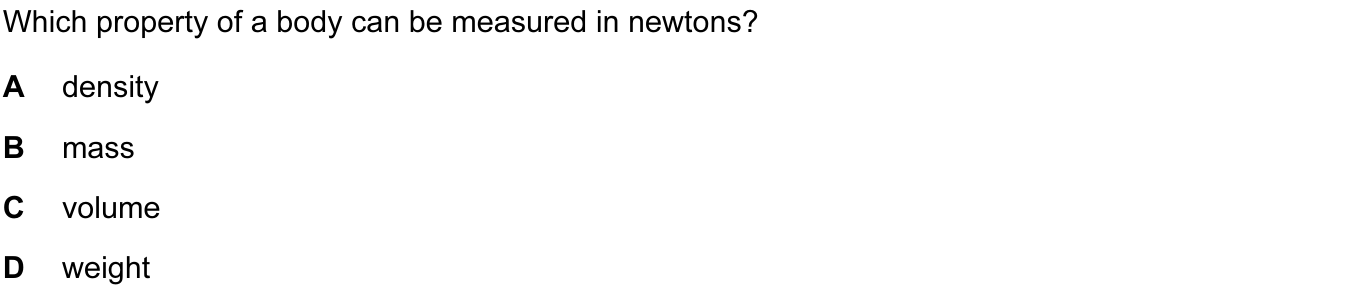 Which property of a body can be measured in newtons?
A density
B mass
C volume
D weight